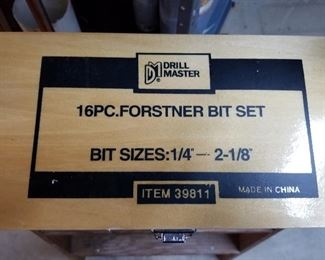 DRILL
MASTER
16PC.FORSTNER BIT SET
BIT SIZES:1/4" — 2-1/8"
ITEM 39811
MADE IN CHINA